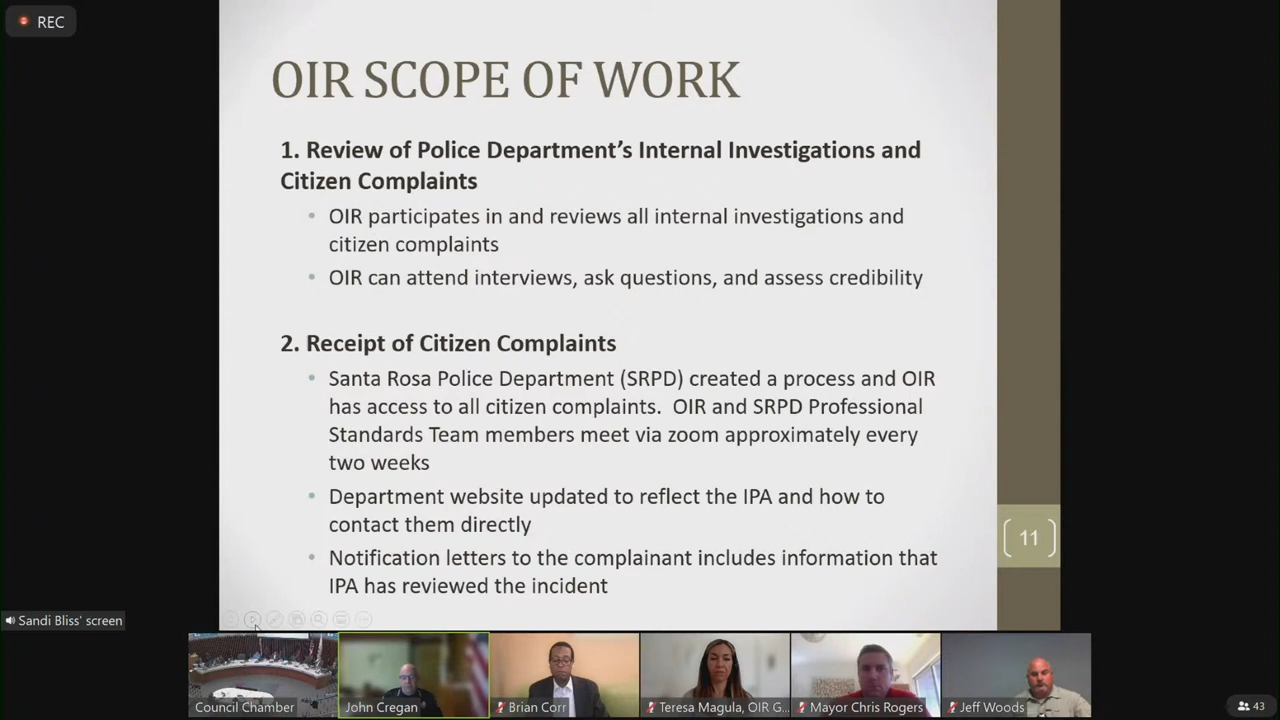 REC
OIR SCOPE OF WORK
1. Review of Police Department’s Internal Investigations and
Citizen Complaints
• OIR participates in and reviews all internal investigations and
citizen complaints
• OIR can attend interviews, ask questions, and assess credibility
2. Receipt of Citizen Complaints
• Santa Rosa Police Department (SRPD) created a process and OIR
has access to all citizen complaints. OIR and SRPD Professional
Standards Team members meet via zoom approximately every
two weeks
• Department website updated to reflect the IPA and how to
contact them directly
• Notification letters to the complainant includes information that
IPA has reviewed the incident
11
Sandi Bliss' screen
Council Chamber
John Cregan
Brian Corr
Teresa Magula, OIR G...
Mayor Chris Rogers
Jeff Woods
43